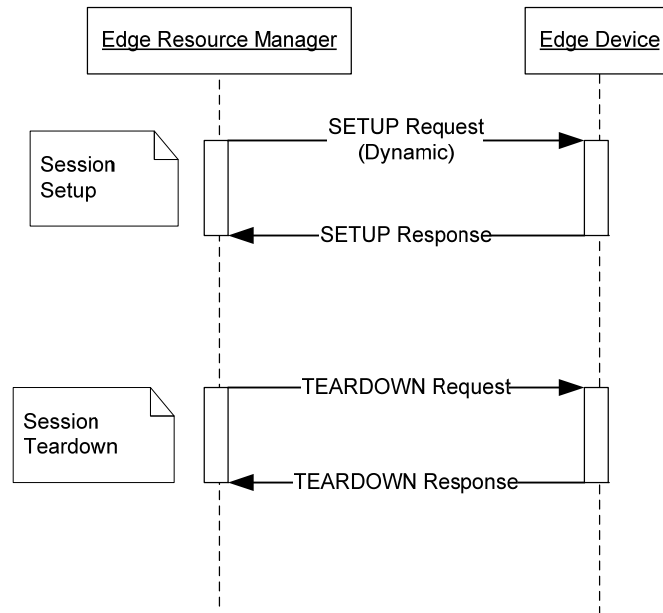 Edge Resource Manager
Edge Device
Session
Setup
SETUP Request
(Dynamic)
SETUP Response
Session
Teardown
TEARDOWN Request
TEARDOWN Response